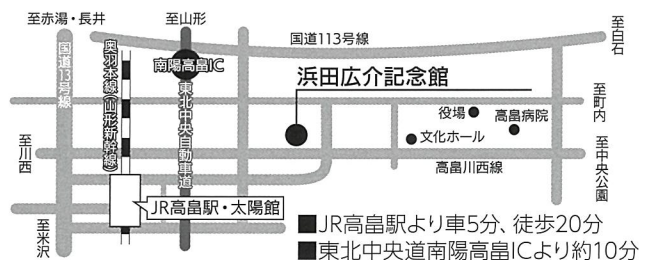 至赤湯・長井
至山形
至白石
国道113号線
国道13号線
奥羽本線(山形新幹線)
南陽高畠IC
東北中央自動車道
浜田広介記念館
至町内
役場
高畠病院
文化ホール
至川西
高畠川西線
至中央公園
JR高畠駅・太陽館
至米沢
■JR高畠駅より車5分、徒歩20分
■東北中央道南陽高畠ICより約10分